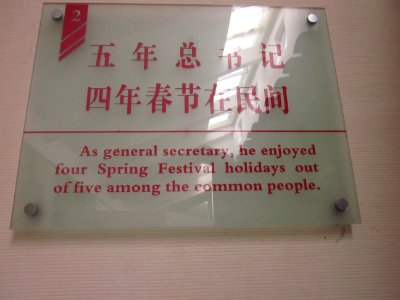 2
五年总书记
四年春节在民间
As general secretary, he enjoyed
four Spring Festival holidays out
of five among the common people.